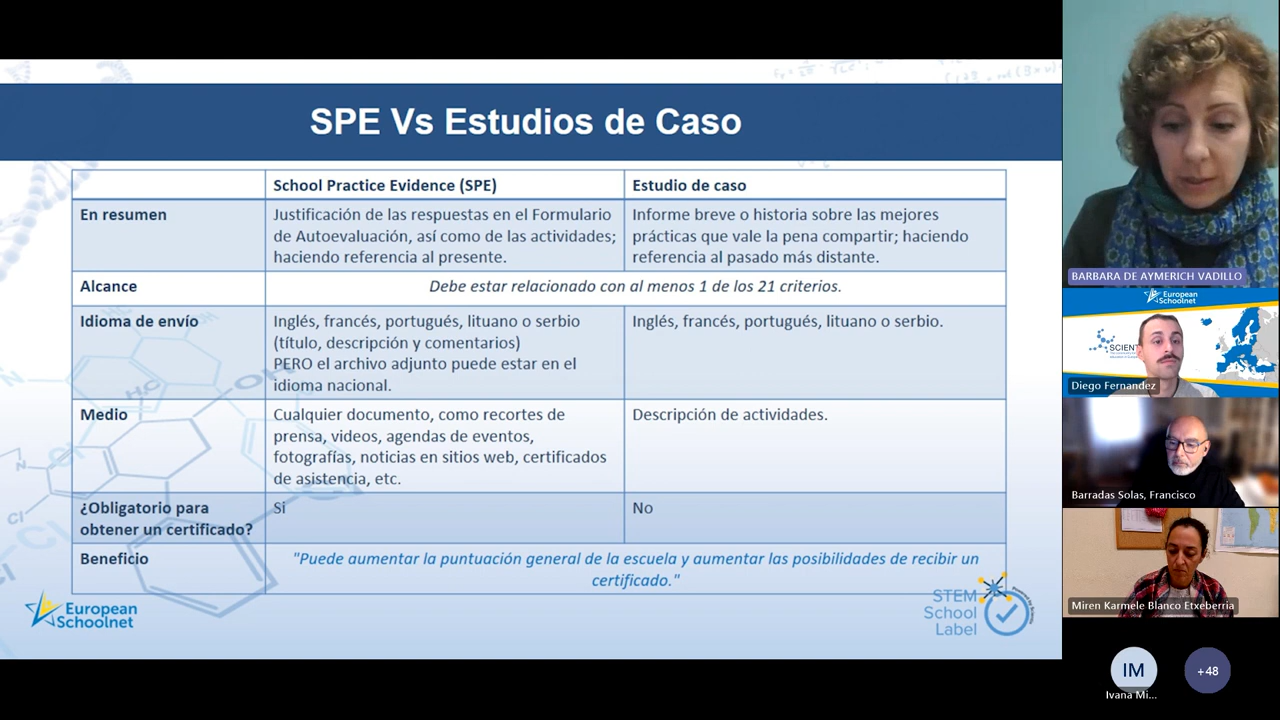 SPE Vs Estudios de Caso
School Practice Evidence (SPE)
Estudio de caso
En resumen
Justificación de las respuestas en el Formulario
de Autoevaluación, así como de las actividades;
haciendo referencia al presente.
Informe breve o historia sobre las mejores
prácticas que vale la pena compartir; haciendo
referencia al pasado más distante.
Alcance
Debe estar relacionado con al menos 1 de los 21 criterios.
Idioma de envío
Inglés, francés, portugués, lituano o serbio
(título, descripción y comentarios)
PERO el archivo adjunto puede estar en el
idioma nacional.
Inglés, francés, portugués, lituano o serbio.
Medio
Cualquier documento, como recortes de
prensa, videos, agendas de eventos,
fotografías, noticias en sitios web, certificados
de asistencia, etc.
Descripción de actividades.
¿Obligatorio para
obtener un certificado?
Si
No
Beneficio
"Puede aumentar la puntuación general de la escuela y aumentar las posibilidades de recibir un
certificado."
European
Schoolnet
STEM
School
Label
BARBARA DE AYMERICH VADILLO
European
Schoolnet
SCIENT
Diego Fernandez
Barradas Solas, Francisco
Miren Karmele Blanco Etxeberria
IM
Ivana Mi...
+48